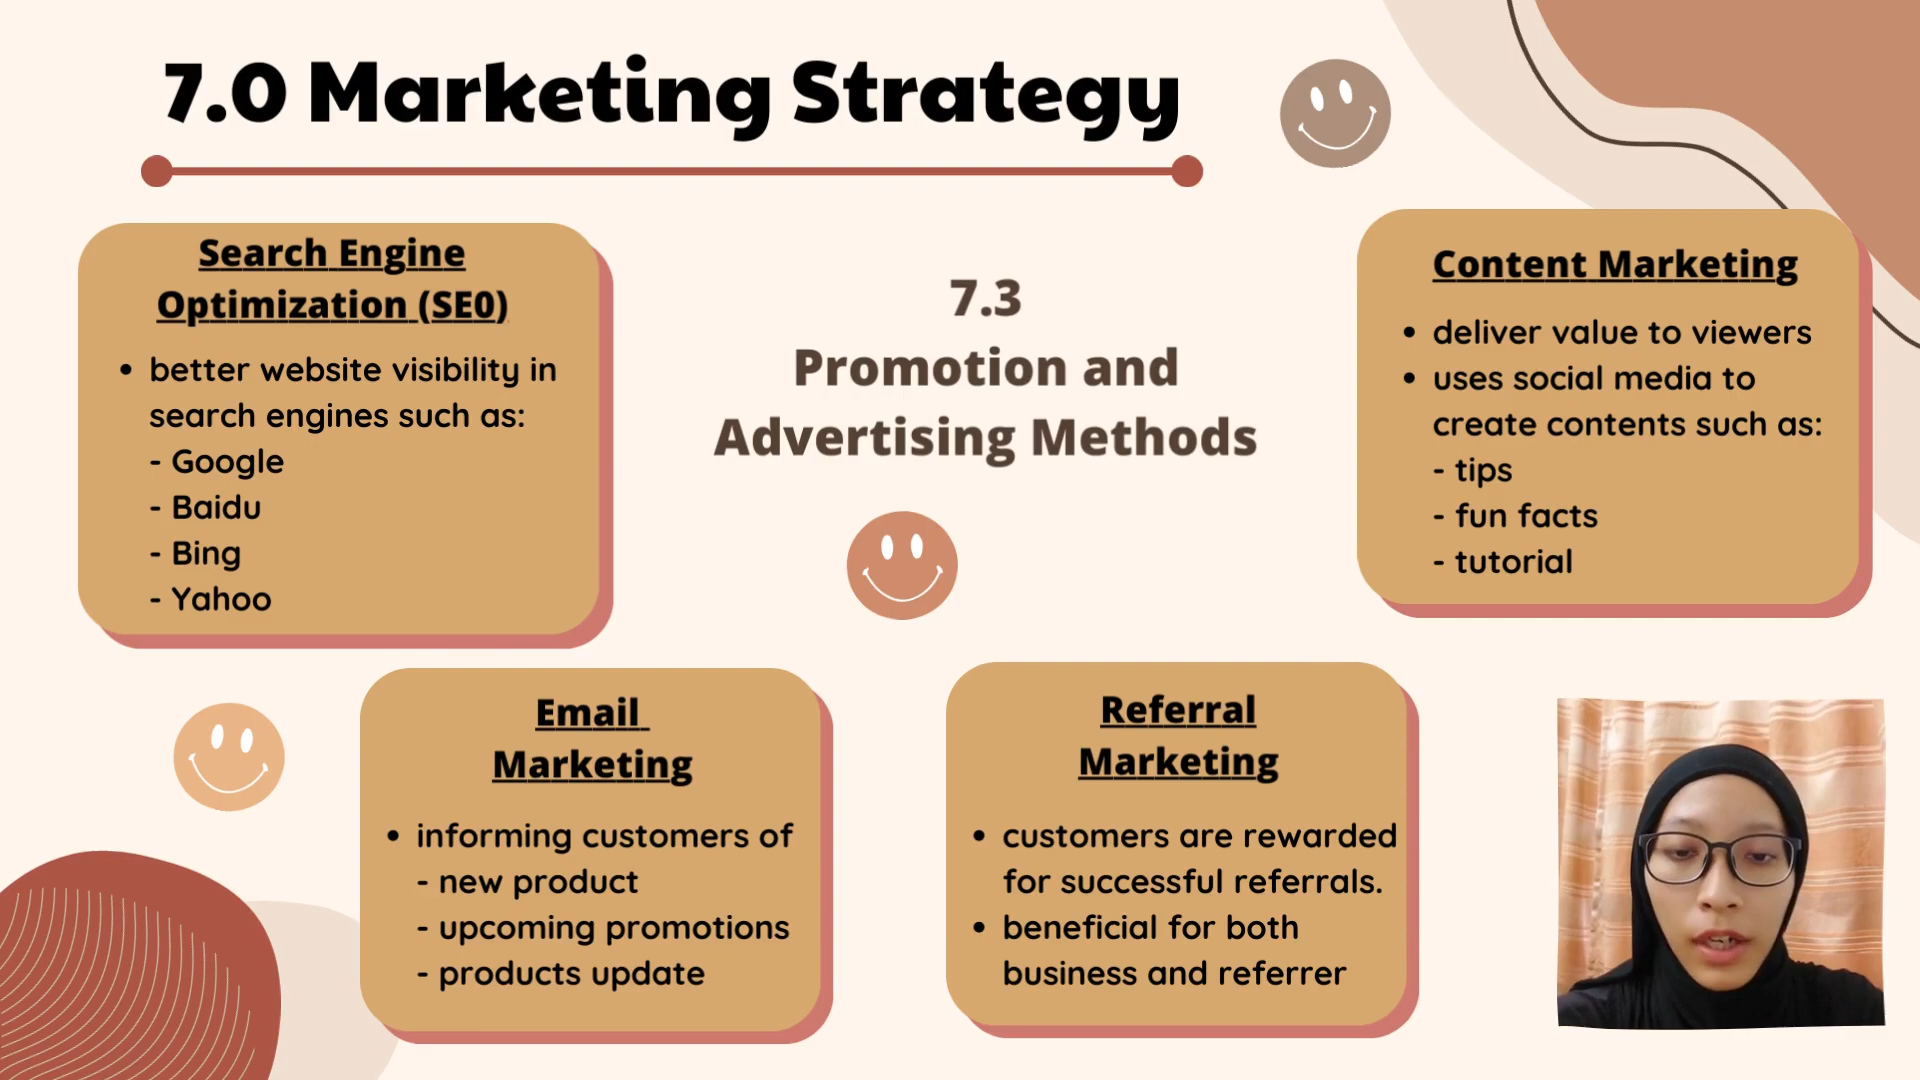 7.0 Marketing Strategy
Search Engine
Optimization (SE0)
• better website visibility in
search engines such as:
- Google
- Baidu
- Bing
- Yahoo
7.3
Promotion and
Advertising Methods
Content Marketing
• deliver value to viewers
• uses social media to
create contents such as:
- tips
- fun facts
- tutorial
Email
Marketing
• informing customers of
- new product
- upcoming promotions
- products update
Referral
Marketing
• customers are rewarded
for successful referrals.
• beneficial for both
business and referrer